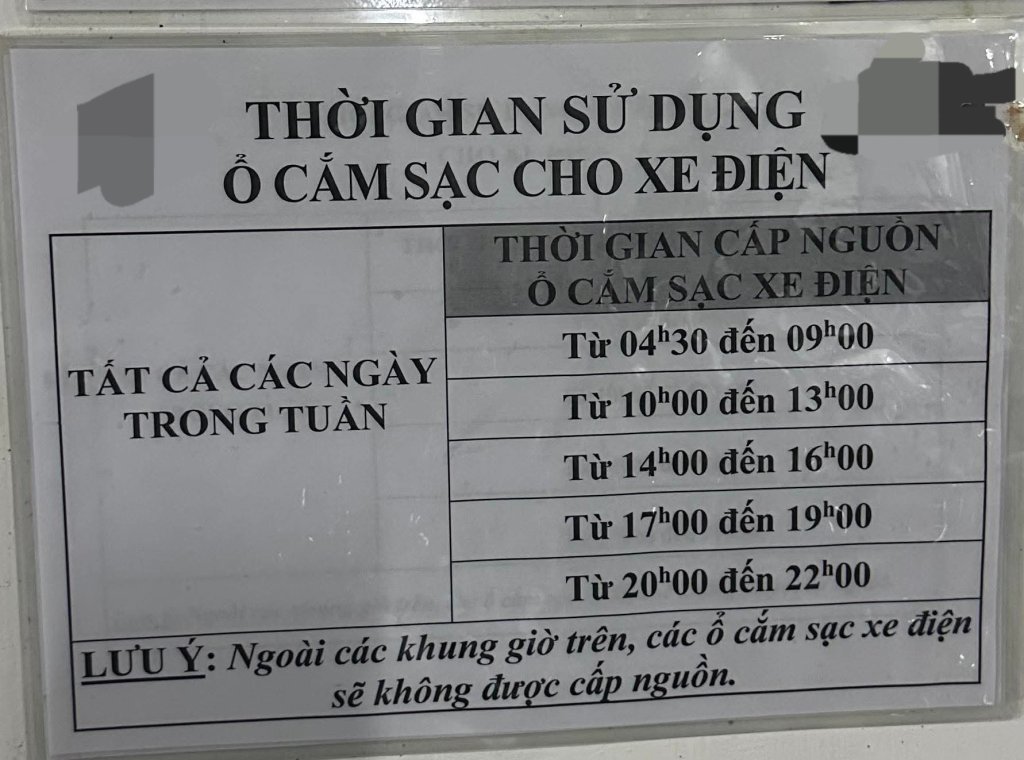 THỜI GIAN SỬ DỤNG
Ổ CẮM SẠC CHO XE ĐIỆN
THỜI GIAN CẤP NGUỒN
Ổ CẮM SẠC XE ĐIỆN
TẤT CẢ CÁC NGÀY
TRONG TUẦN
Từ 04h30 đến 09h00
Từ 10h00 đến 13h00
Từ 14h00 đến 16h00
Từ 17h00 đến 19h00
Từ 20h00 đến 22h00
LƯU Ý: Ngoài các khung giờ trên, các ổ cắm sạc xe điện
sẽ không được cấp nguồn.